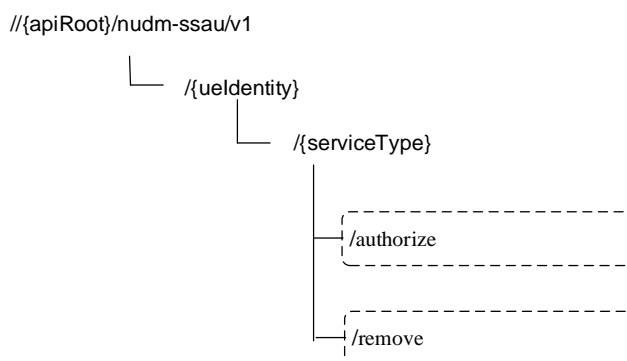 //{apiRoot}/nudm-ssau/v1
/{ueIdentity}
/{serviceType}
/authorize
/remove